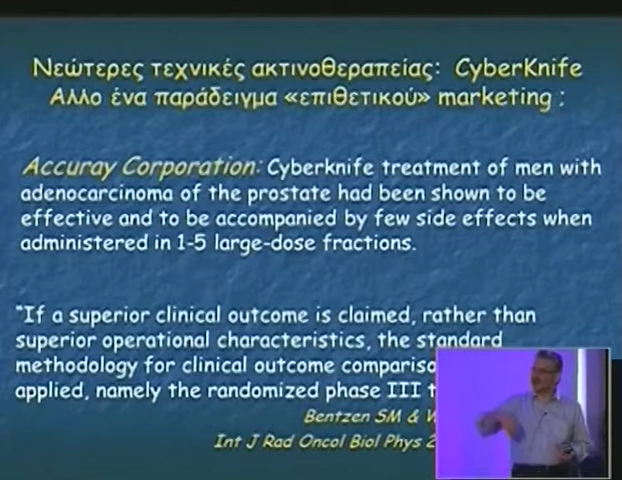 Νεώτερες τεχνικές ακτινοθεραπείας: CyberKnife
Αλλο ένα παράδειγμα «επιθετικού» marketing ;
Accuray Corporation: Cyberknife treatment of men with
adenocarcinoma of the prostate had been shown to be
effective and to be accompanied by few side effects when
administered in 1-5 large-dose fractions.
“If a superior clinical outcome is claimed, rather than
superior operational characteristics, the standard
methodology for clinical outcome
applied, namely the randomized phase III
Bentzen SM &
Int J Rad Oncol Biol Phys